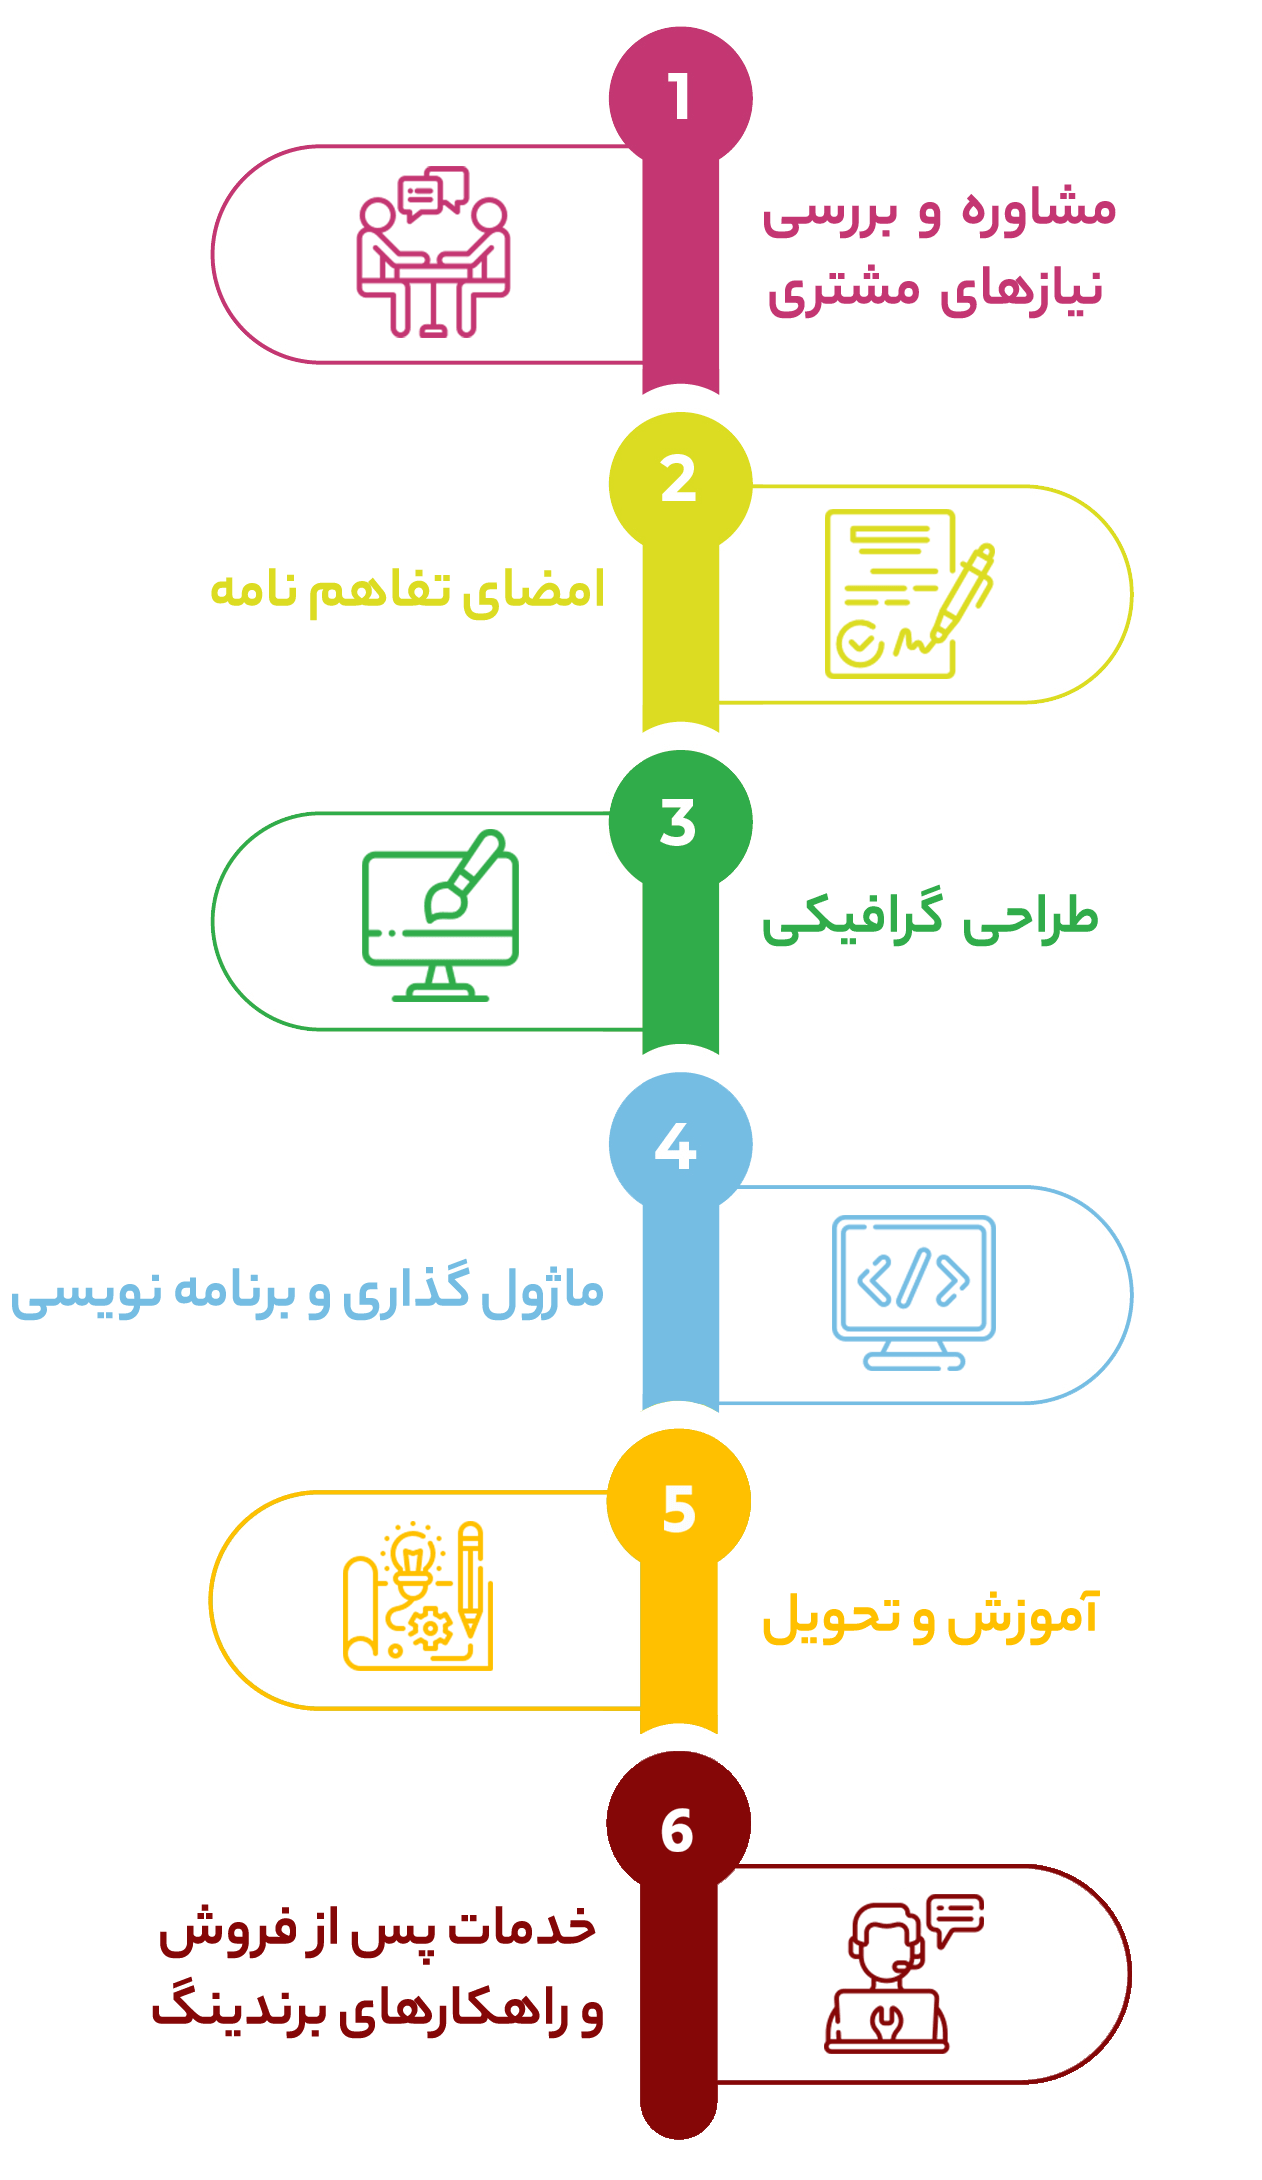 1
مشاوره و بررسی
نیازهای مشتری
2
امضای تفاهم نامه
3
طراحی گرافیکی
4
ماژول گذاری و برنامه نویسی
5
آموزش و تحویل
6
خدمات پس از فروش
و راهکارهای برندینگ